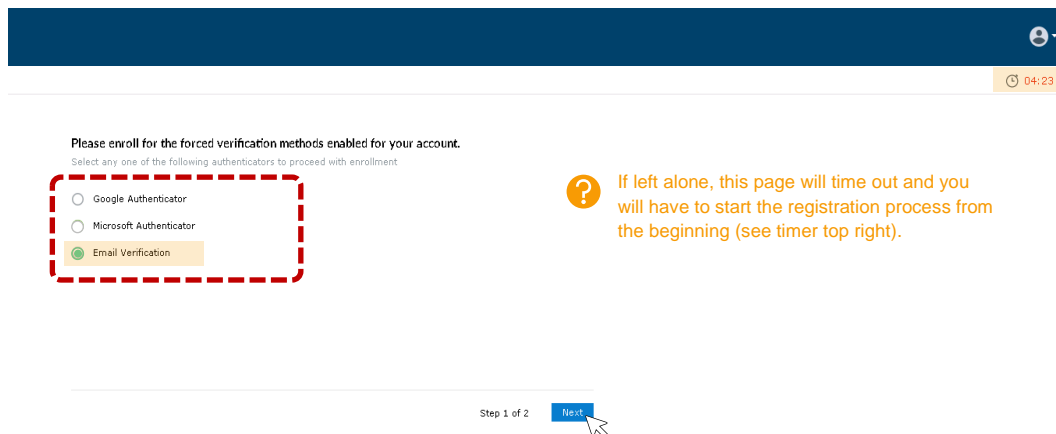 04:23
Please enroll for the forced verification methods enabled for your account.
Select any one of the following authenticators to proceed with enrollment
Google Authenticator
Microsoft Authenticator
Email Verification
If left alone, this page will time out and you
will have to start the registration process from
the beginning (see timer top right).
Step 1 of 2
Next